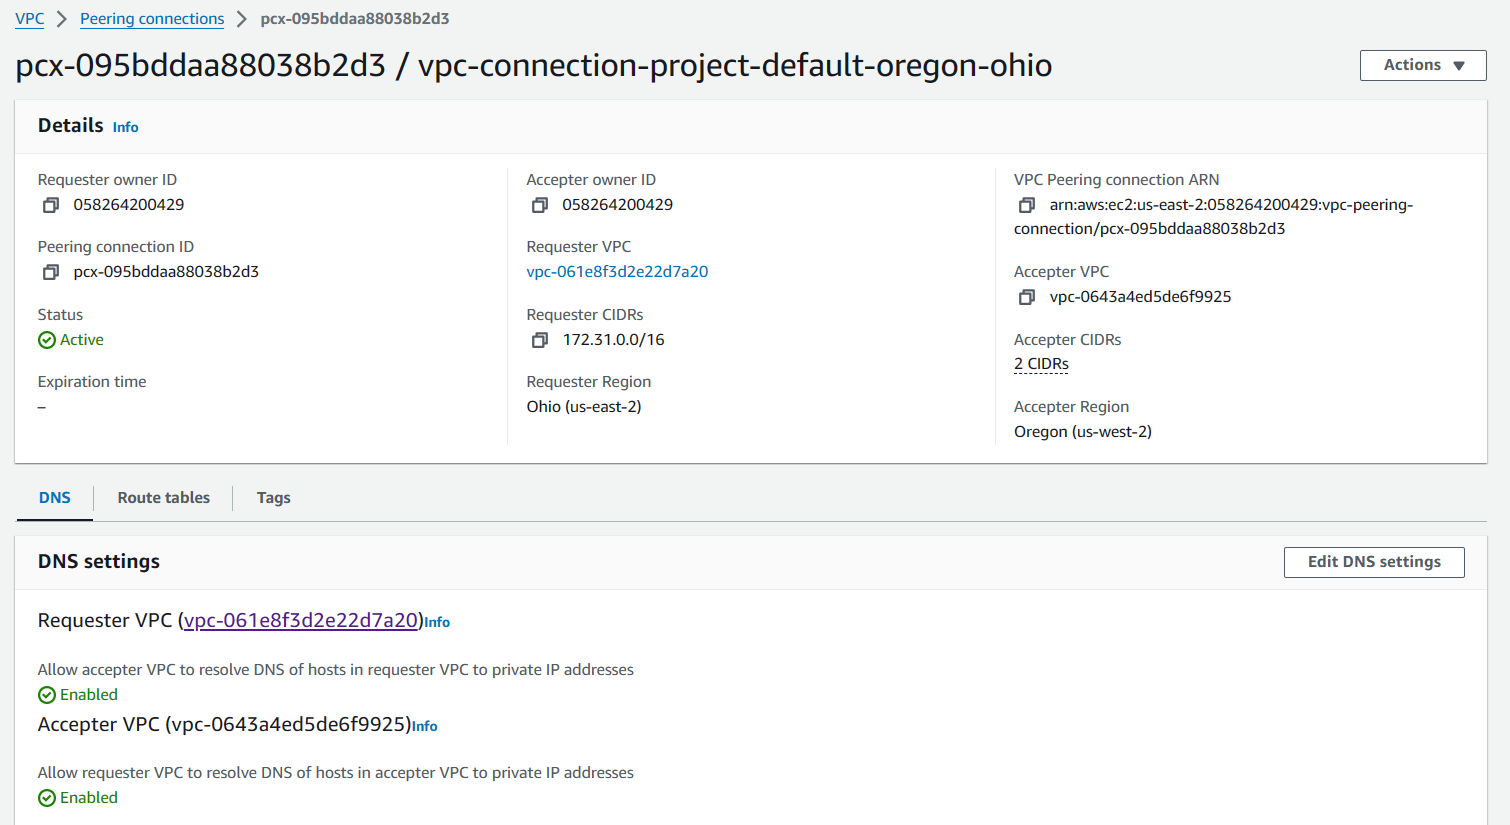 VPC > Peering connections > pcx-095bddaa88038b2d3
pcx-095bddaa88038b2d3 / vpc-connection-project-default-oregon-ohio
Actions
Details Info
Requester owner ID
058264200429
Peering connection ID
pcx-095bddaa88038b2d3
Status
Active
Expiration time
–
Accepter owner ID
058264200429
Requester VPC
vpc-061e8f3d2e22d7a20
Requester CIDRs
172.31.0.0/16
Requester Region
Ohio (us-east-2)
VPC Peering connection ARN
arn:aws:ec2:us-east-2:058264200429:vpc-peering-
connection/pcx-095bddaa88038b2d3
Accepter VPC
vpc-0643a4ed5de6f9925
Accepter CIDRs
2 CIDRs
Accepter Region
Oregon (us-west-2)
DNS Route tables Tags
DNS settings
Edit DNS settings
Requester VPC (vpc-061e8f3d2e22d7a20)Info
Allow accepter VPC to resolve DNS of hosts in requester VPC to private IP addresses
Enabled
Accepter VPC (vpc-0643a4ed5de6f9925)Info
Allow requester VPC to resolve DNS of hosts in accepter VPC to private IP addresses
Enabled